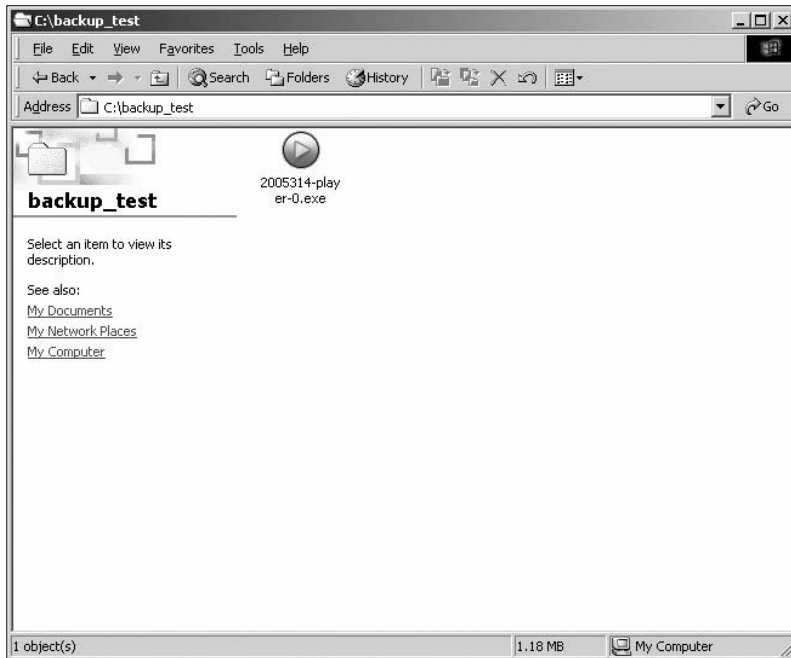 C:\backup_test
File Edit View Favorites Tools Help
Back Search Folders History
Address C:\backup_test Go
backup_test
Select an item to view its
description.
See also:
My Documents
My Network Places
My Computer
2005314-play
er-0.exe
1 object(s) 1.18 MB My Computer